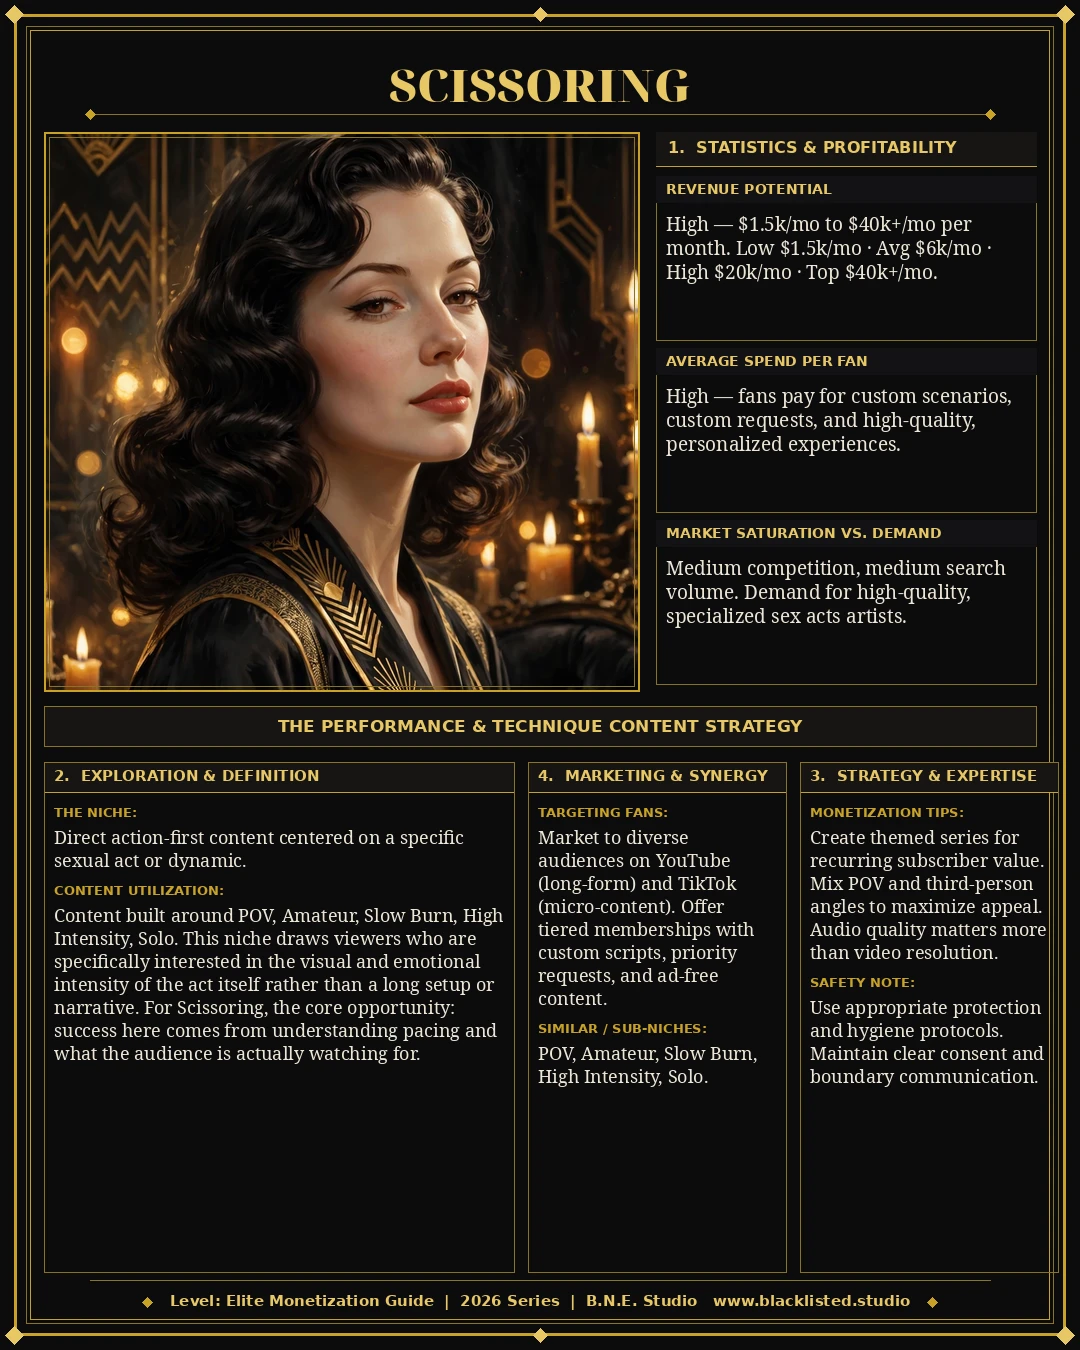 SCISSORING
1. STATISTICS & PROFITABILITY
REVENUE POTENTIAL
High — $1.5k/mo to $40k+/mo per
month. Low $1.5k/mo · Avg $6k/mo ·
High $20k/mo · Top $40k+/mo.
AVERAGE SPEND PER FAN
High — fans pay for custom scenarios,
custom requests, and high-quality,
personalized experiences.
MARKET SATURATION VS. DEMAND
Medium competition, medium search
volume. Demand for high-quality,
specialized sex acts artists.
THE PERFORMANCE & TECHNIQUE CONTENT STRATEGY
2. EXPLORATION & DEFINITION
THE NICHE:
Direct action-first content centered on a specific
sexual act or dynamic.
CONTENT UTILIZATION:
Content built around POV, Amateur, Slow Burn, High
Intensity, Solo. This niche draws viewers who are
specifically interested in the visual and emotional
intensity of the act itself rather than a long setup or
narrative. For Scissoring, the core opportunity:
success here comes from understanding pacing and
what the audience is actually watching for.
4. MARKETING & SYNERGY
TARGETING FANS:
Market to diverse
audiences on YouTube
(long-form) and TikTok
(micro-content). Offer
tiered memberships with
custom scripts, priority
requests, and ad-free
content.
SIMILAR / SUB-NICHES:
POV, Amateur, Slow Burn,
High Intensity, Solo.
3. STRATEGY & EXPERTISE
MONETIZATION TIPS:
Create themed series for
recurring subscriber value.
Mix POV and third-person
angles to maximize appeal.
Audio quality matters more
than video resolution.
SAFETY NOTE:
Use appropriate protection
and hygiene protocols.
Maintain clear consent and
boundary communication.
Level: Elite Monetization Guide | 2026 Series | B.N.E. Studio www.blacklisted.studio